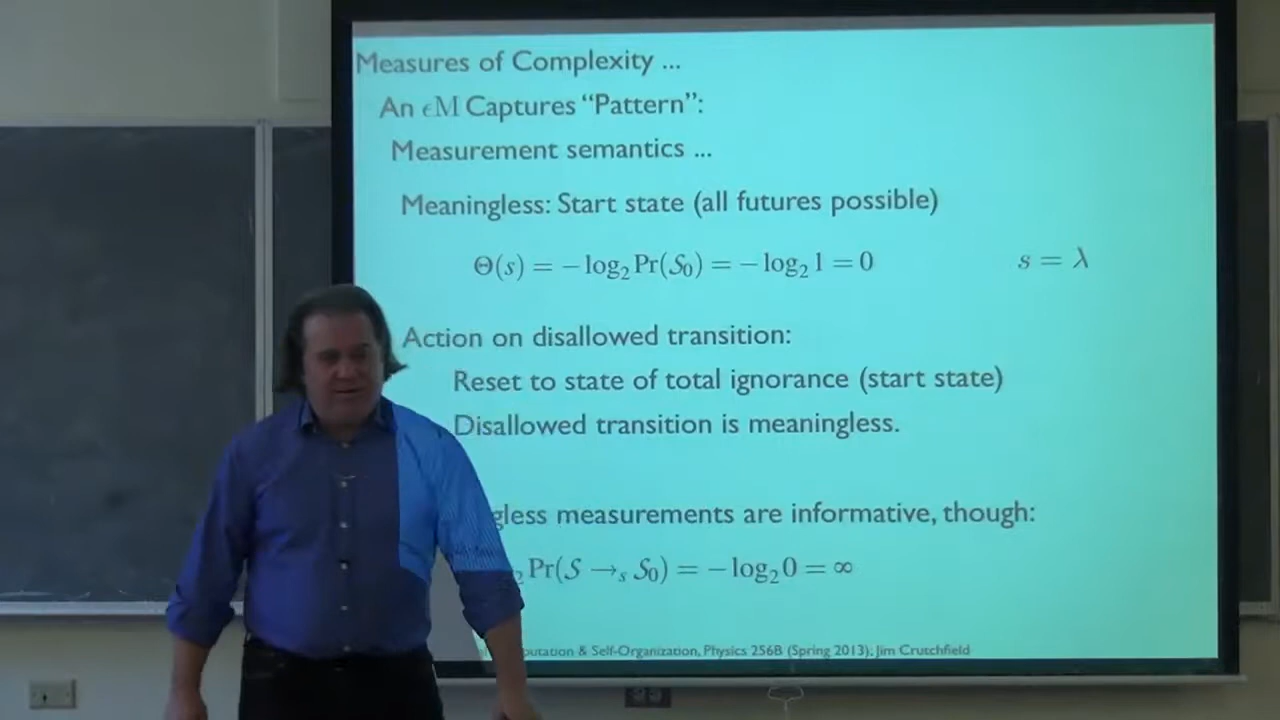 Measures of Complexity ...
An ϵM Captures “Pattern”:
Measurement semantics ...
Meaningless: Start state (all futures possible)
Θ(s) = − log₂ Pr(S₀) = − log₂ 1 = 0 s = λ
Action on disallowed transition:
Reset to state of total ignorance (start state)
Disallowed transition is meaningless.
gless measurements are informative, though:
₂ Pr(S →ₛ S₀) = − log₂ 0 = ∞
putation & Self-Organization, Physics 256B (Spring 2013); Jim Crutchfield